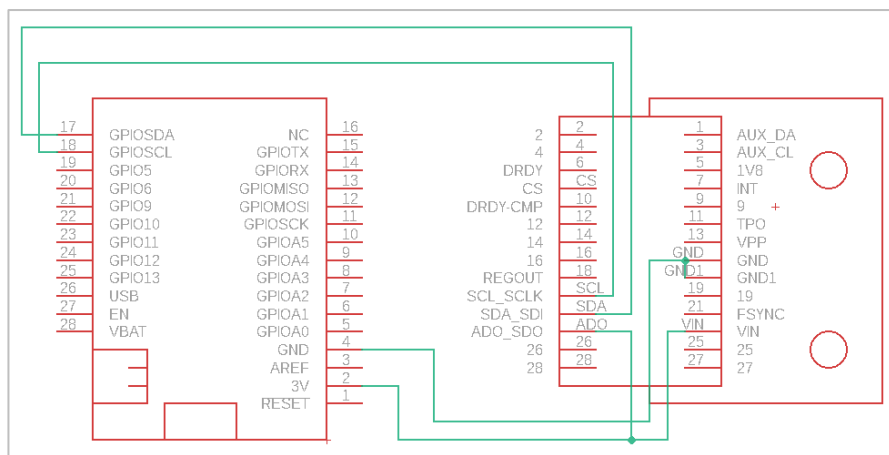 17 GPIOSDA NC 16
18 GPIOSCL GPIOTX 15
19 GPIO5 GPIORX 14
20 GPIO6 GPIOMISO 13
21 GPIO9 GPIOMOSI 12
22 GPIO10 GPIOSCK 11
23 GPIO11 GPIOA5 10
24 GPIO12 GPIOA4 9
25 GPIO13 GPIOA3 8
26 USB GPIOA2 7
27 EN GPIOA1 6
28 VBAT GPIOA0 5
GND 4
AREF 3
3V 2
RESET 1
2 2 1 AUX_DA
4 4 3 AUX_CL
DRDY 6 5 1V8
CS CS 7 INT
DRDY-CMP 10 9 9
12 12 11 TPO
14 14 13 VPP
16 16 GND GND
REGOUT 18 GND1 GND1
SCL_SCLK SCL 19 19
SDA_SDI SDA 21 FSYNC
ADO_SDO ADO VIN VIN
26 26 25 25
28 28 27 27